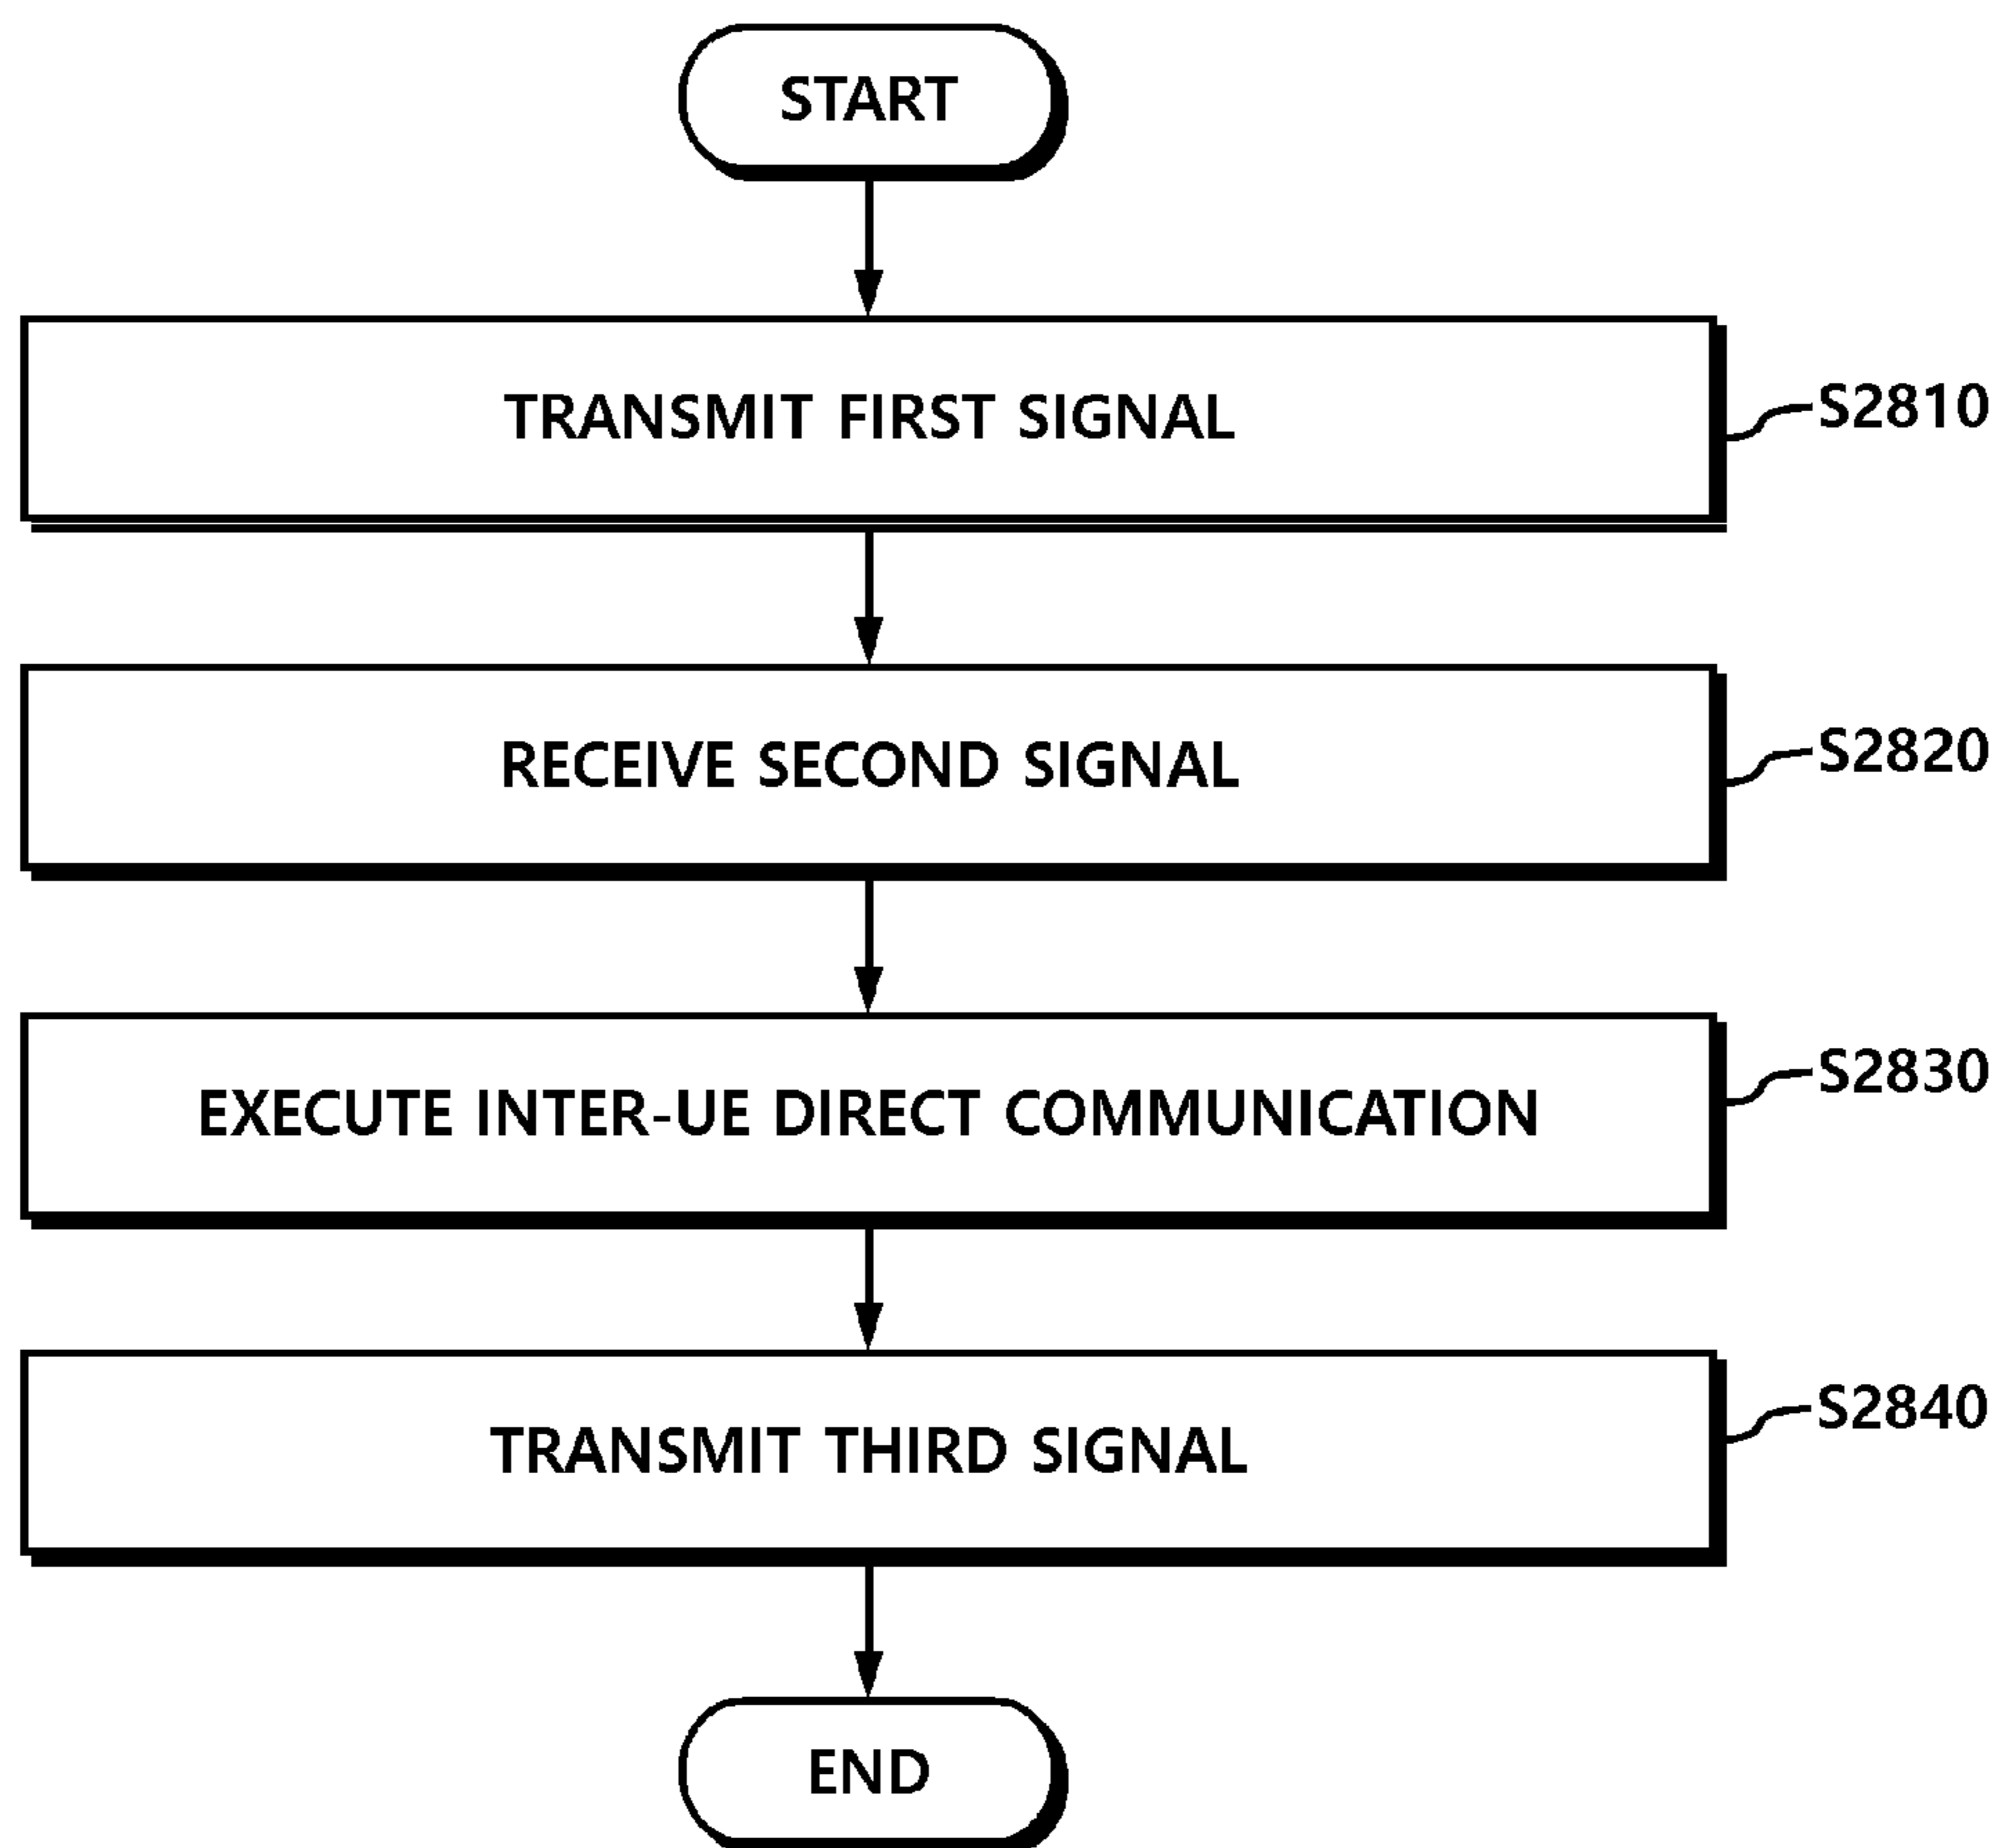 START
TRANSMIT FIRST SIGNAL
S2810
RECEIVE SECOND SIGNAL
S2820
EXECUTE INTER-UE DIRECT COMMUNICATION
S2830
TRANSMIT THIRD SIGNAL
S2840
END